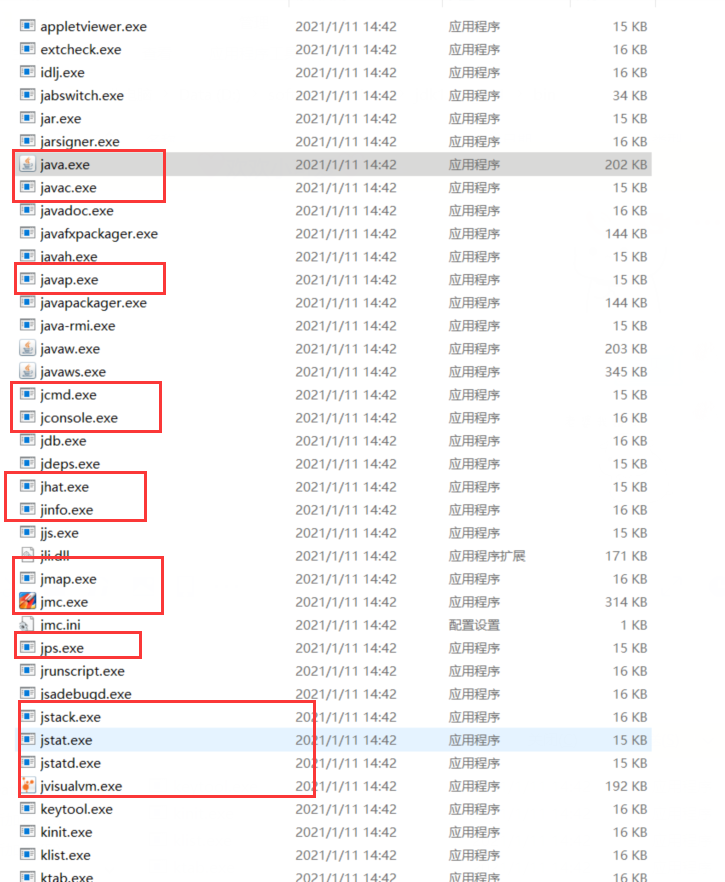 appletviewer.exe 2021/1/11 14:42 应用程序 15 KB
extcheck.exe 2021/1/11 14:42 应用程序 16 KB
idlj.exe 2021/1/11 14:42 应用程序 16 KB
jabswitch.exe 2021/1/11 14:42 应用程序 34 KB
jar.exe 2021/1/11 14:42 应用程序 15 KB
jarsigner.exe 2021/1/11 14:42 应用程序 16 KB
java.exe 2021/1/11 14:42 应用程序 202 KB
javac.exe 2021/1/11 14:42 应用程序 15 KB
javadoc.exe 2021/1/11 14:42 应用程序 16 KB
javafxpackager.exe 2021/1/11 14:42 应用程序 144 KB
javah.exe 2021/1/11 14:42 应用程序 15 KB
javap.exe 2021/1/11 14:42 应用程序 15 KB
javapackager.exe 2021/1/11 14:42 应用程序 144 KB
java-rmi.exe 2021/1/11 14:42 应用程序 15 KB
javaw.exe 2021/1/11 14:42 应用程序 203 KB
javaws.exe 2021/1/11 14:42 应用程序 345 KB
jcmd.exe 2021/1/11 14:42 应用程序 15 KB
jconsole.exe 2021/1/11 14:42 应用程序 16 KB
jdb.exe 2021/1/11 14:42 应用程序 16 KB
jdeps.exe 2021/1/11 14:42 应用程序 15 KB
jhat.exe 2021/1/11 14:42 应用程序 15 KB
jinfo.exe 2021/1/11 14:42 应用程序 16 KB
jjs.exe 2021/1/11 14:42 应用程序 15 KB
jli.dll 2021/1/11 14:42 应用程序扩展 171 KB
jmap.exe 2021/1/11 14:42 应用程序 16 KB
jmc.exe 2021/1/11 14:42 应用程序 314 KB
jmc.ini 2021/1/11 14:42 配置设置 1 KB
jps.exe 2021/1/11 14:42 应用程序 15 KB
jrunscript.exe 2021/1/11 14:42 应用程序 16 KB
jsadebugd.exe 2021/1/11 14:42 应用程序 16 KB
jstack.exe 2021/1/11 14:42 应用程序 16 KB
jstat.exe 2021/1/11 14:42 应用程序 15 KB
jstatd.exe 2021/1/11 14:42 应用程序 15 KB
jvisualvm.exe 2021/1/11 14:42 应用程序 192 KB
keytool.exe 2021/1/11 14:42 应用程序 16 KB
kinit.exe 2021/1/11 14:42 应用程序 16 KB
klist.exe 2021/1/11 14:42 应用程序 16 KB
ktab.exe 2021/1/11 14:42 应用程序 16 KB